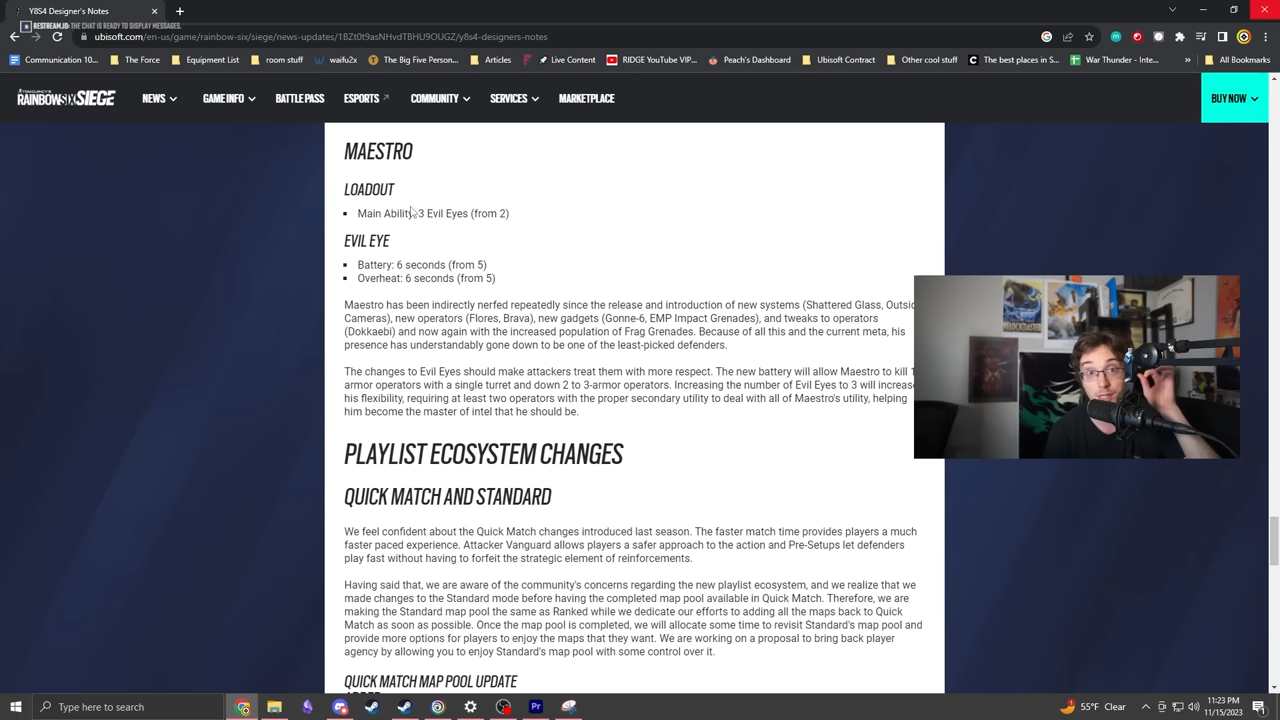 Y8S4 Designer's Notes
RESTREAM.IO: THE CHAT IS READY TO DISPLAY MESSAGES.
ubisoft.com/en-us/game/rainbow-six/siege/news-updates/1BZt0t9asNHvdTBHU9OUGZ/y8s4-designers-notes
Communication 10... The Force Equipment List room stuff waifu2x The Big Five Person... Articles Live Content RIDGE YouTube VIP... Peach's Dashboard Ubisoft Contract Other cool stuff The best places in S... War Thunder - Inte... All Bookmarks
RAINBOW SIX SIEGE NEWS GAME INFO BATTLE PASS ESPORTS COMMUNITY SERVICES MARKETPLACE BUY NOW
MAESTRO
LOADOUT
Main Ability: 3 Evil Eyes (from 2)
EVIL EYE
Battery: 6 seconds (from 5)
Overheat: 6 seconds (from 5)
Maestro has been indirectly nerfed repeatedly since the release and introduction of new systems (Shattered Glass, Outsid
Cameras), new operators (Flores, Brava), new gadgets (Gonne-6, EMP Impact Grenades), and tweaks to operators
(Dokkaebi) and now again with the increased population of Frag Grenades. Because of all this and the current meta, his
presence has understandably gone down to be one of the least-picked defenders.
The changes to Evil Eyes should make attackers treat them with more respect. The new battery will allow Maestro to kill 1
armor operators with a single turret and down 2 to 3-armor operators. Increasing the number of Evil Eyes to 3 will increas
his flexibility, requiring at least two operators with the proper secondary utility to deal with all of Maestro's utility, helping
him become the master of intel that he should be.
PLAYLIST ECOSYSTEM CHANGES
QUICK MATCH AND STANDARD
We feel confident about the Quick Match changes introduced last season. The faster match time provides players a much
faster paced experience. Attacker Vanguard allows players a safer approach to the action and Pre-Setups let defenders
play fast without having to forfeit the strategic element of reinforcements.
Having said that, we are aware of the community's concerns regarding the new playlist ecosystem, and we realize that we
made changes to the Standard mode before having the completed map pool available in Quick Match. Therefore, we are
making the Standard map pool the same as Ranked while we dedicate our efforts to adding all the maps back to Quick
Match as soon as possible. Once the map pool is completed, we will allocate some time to revisit Standard's map pool and
provide more options for players to enjoy the maps that they want. We are working on a proposal to bring back player
agency by allowing you to enjoy Standard's map pool with some control over it.
QUICK MATCH MAP POOL UPDATE
Type here to search
55°F Clear
11:23 PM
11/15/2023